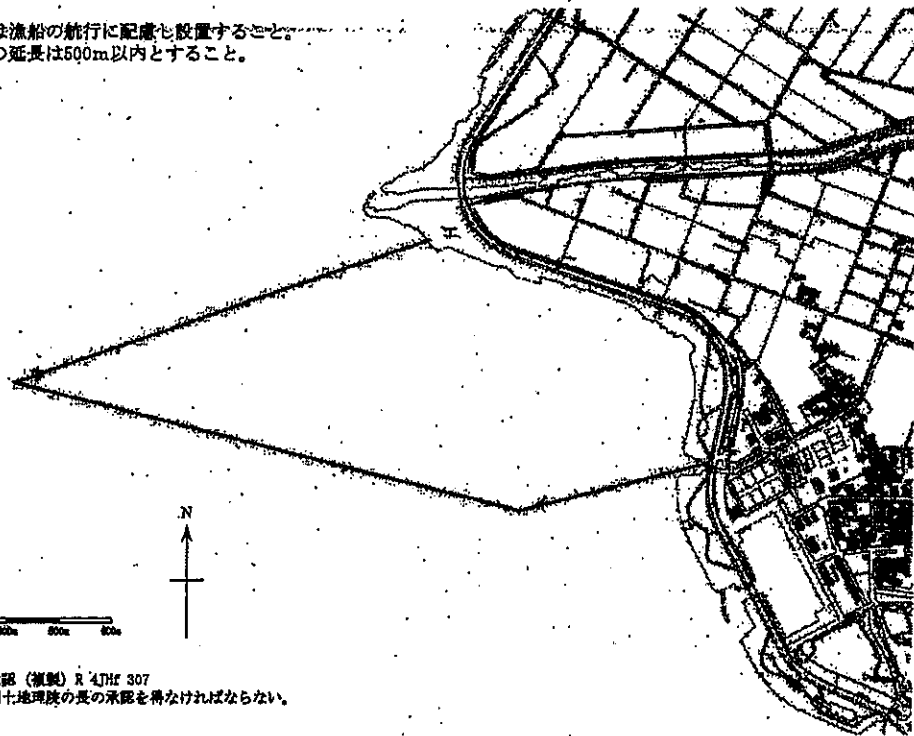 は漁船の航行に配慮し設置すること。
の延長は500m以内とすること。
N
500m
600m
認 (複製) R 4JHf 307
国土地理院の長の承認を得なければならない。